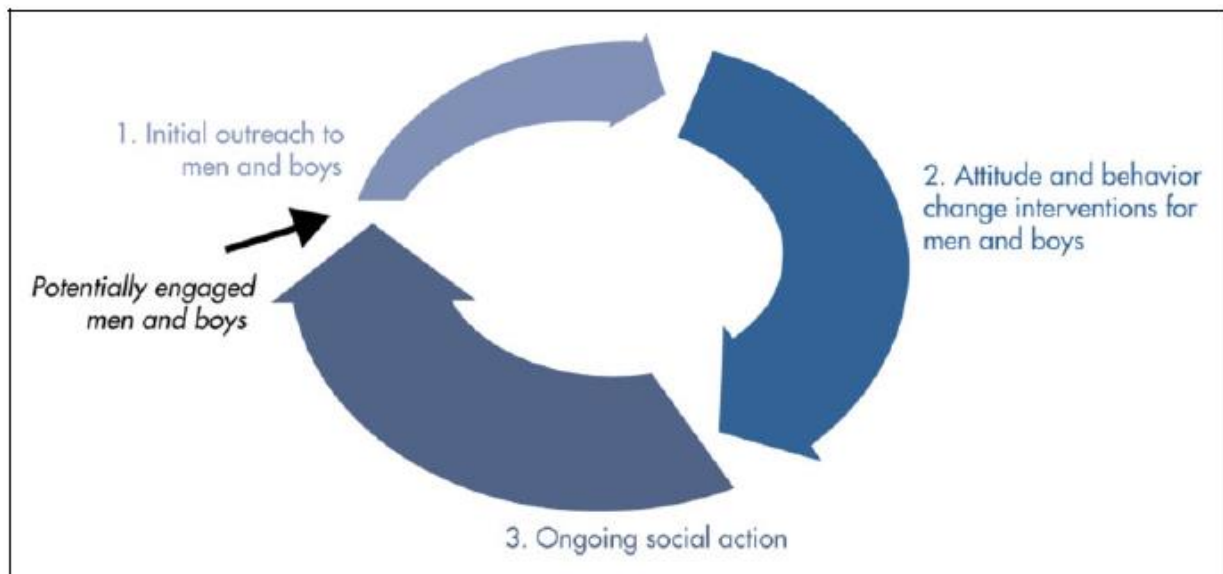 1. Initial outreach to
men and boys
2. Attitude and behavior
change interventions for
men and boys
Potentially engaged
men and boys
3. Ongoing social action